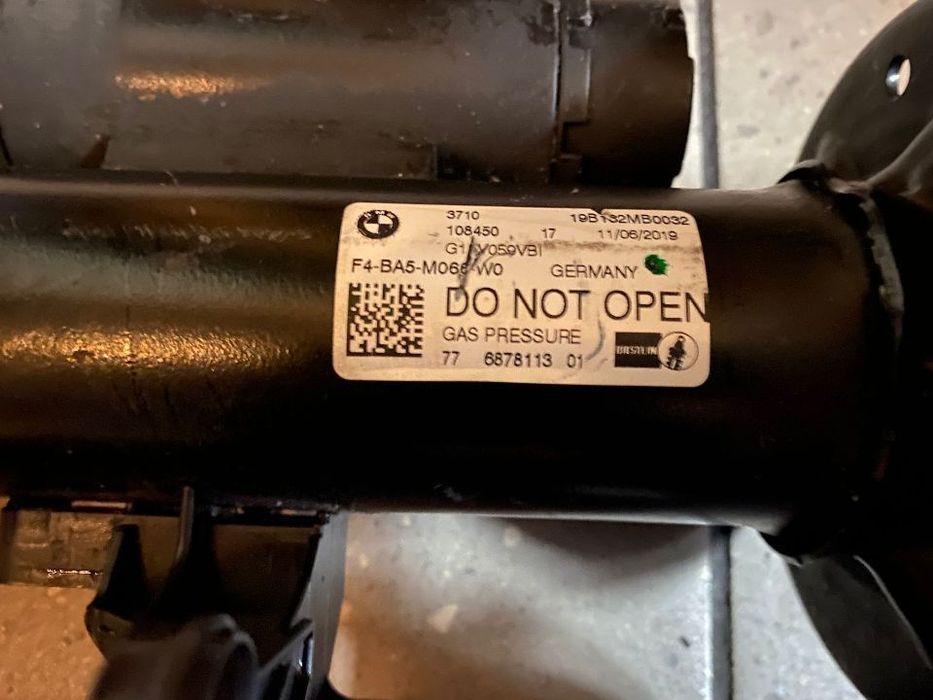 3710 19B132MB0032
108450 17 11/06/2019
F4-BA5-M066-W0 GERMANY
DO NOT OPEN
GAS PRESSURE
BILSTEIN
77 6878113 01